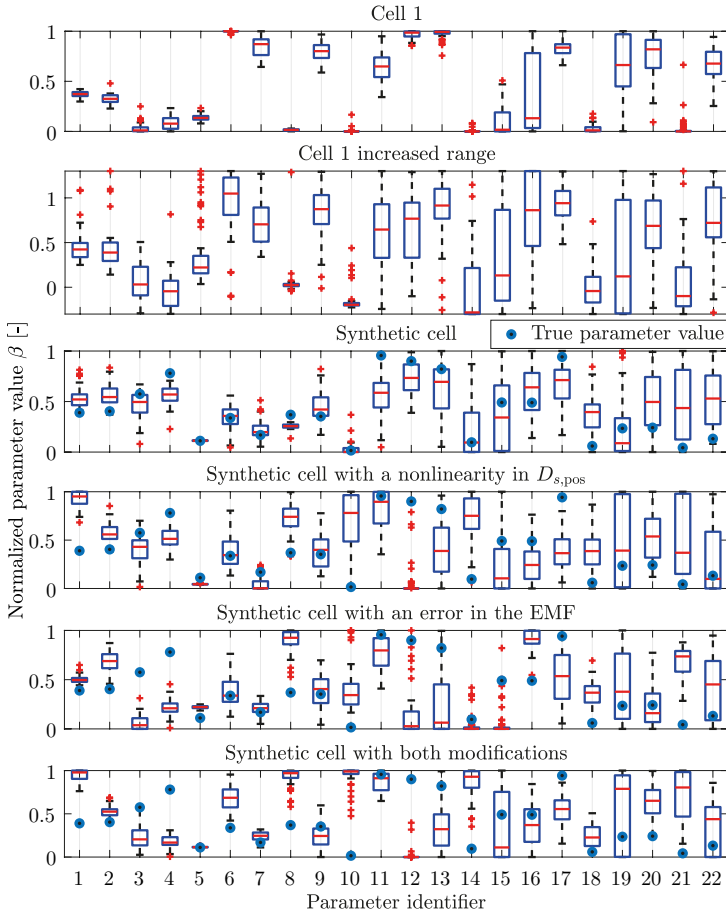 Cell 1
1
0.5
0
Cell 1 increased range
1
0.5
0
Normalized parameter value β [-]
Synthetic cell
True parameter value
1
0.5
0
Synthetic cell with a nonlinearity in D_{s,pos}
1
0.5
0
Synthetic cell with an error in the EMF
1
0.5
0
Synthetic cell with both modifications
1
0.5
0
1 2 3 4 5 6 7 8 9 10 11 12 13 14 15 16 17 18 19 20 21 22
Parameter identifier